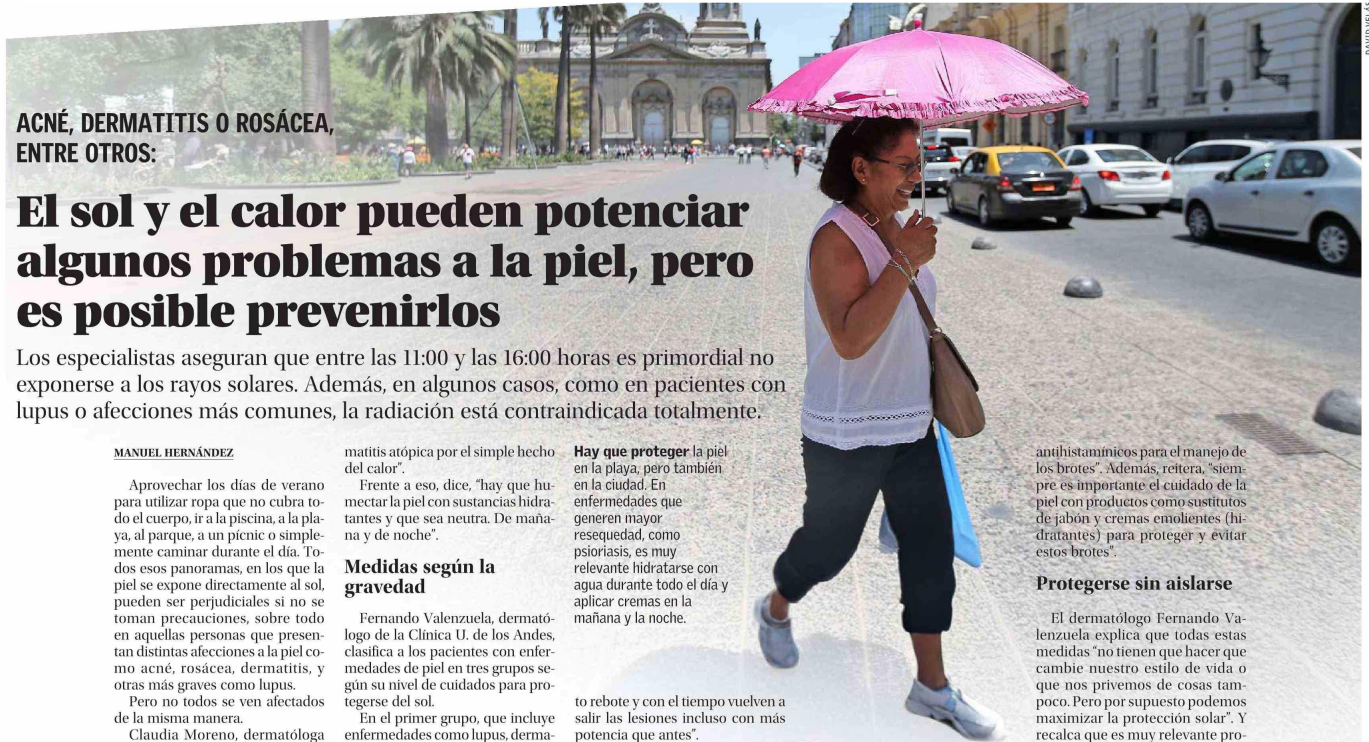 DAVID VELÁS
ACNÉ, DERMATITIS O ROSÁCEA,
ENTRE OTROS:
El sol y el calor pueden potenciar
algunos problemas a la piel, pero
es posible prevenirlos
Los especialistas aseguran que entre las 11:00 y las 16:00 horas es primordial no
exponerse a los rayos solares. Además, en algunos casos, como en pacientes con
lupus o afecciones más comunes, la radiación está contraindicada totalmente.
MANUEL HERNÁNDEZ
Aprovechar los días de verano
para utilizar ropa que no cubra to-
do el cuerpo, ir a la piscina, a la pla-
ya, al parque, a un pícnic o simple-
mente caminar durante el día. To-
dos esos panoramas, en los que la
piel se expone directamente al sol,
pueden ser perjudiciales si no se
toman precauciones, sobre todo
en aquellas personas que presen-
tan distintas afecciones a la piel co-
mo acné, rosácea, dermatitis, y
otras más graves como lupus.
Pero no todos se ven afectados
de la misma manera.
Claudia Moreno, dermatóloga
matitis atópica por el simple hecho
del calor”.
Frente a eso, dice, “hay que hu-
mectar la piel con sustancias hidra-
tantes y que sea neutra. De maña-
na y de noche”.
Medidas según la
gravedad
Fernando Valenzuela, dermató-
logo de la Clínica U. de los Andes,
clasifica a los pacientes con enfer-
medades de piel en tres grupos se-
gún su nivel de cuidados para pro-
tegerse del sol.
En el primer grupo, que incluye
enfermedades como lupus, derma-
Hay que proteger la piel
en la playa, pero también
en la ciudad. En
enfermedades que
generen mayor
resequedad, como
psioriasis, es muy
relevante hidratarse con
agua durante todo el día y
aplicar cremas en la
mañana y la noche.
to rebote y con el tiempo vuelven a
salir las lesiones incluso con más
potencia que antes”.
antihistamínicos para el manejo de
los brotes”. Además, reitera, “siem-
pre es importante el cuidado de la
piel con productos como sustitutos
de jabón y cremas emolientes (hi-
dratantes) para proteger y evitar
estos brotes”.
Protegerse sin aislarse
El dermatólogo Fernando Va-
lenzuela explica que todas estas
medidas “no tienen que hacer que
cambie nuestro estilo de vida o
que nos privemos de cosas tam-
poco. Pero por supuesto podemos
maximizar la protección solar”. Y
recalca que es muy relevante pro-